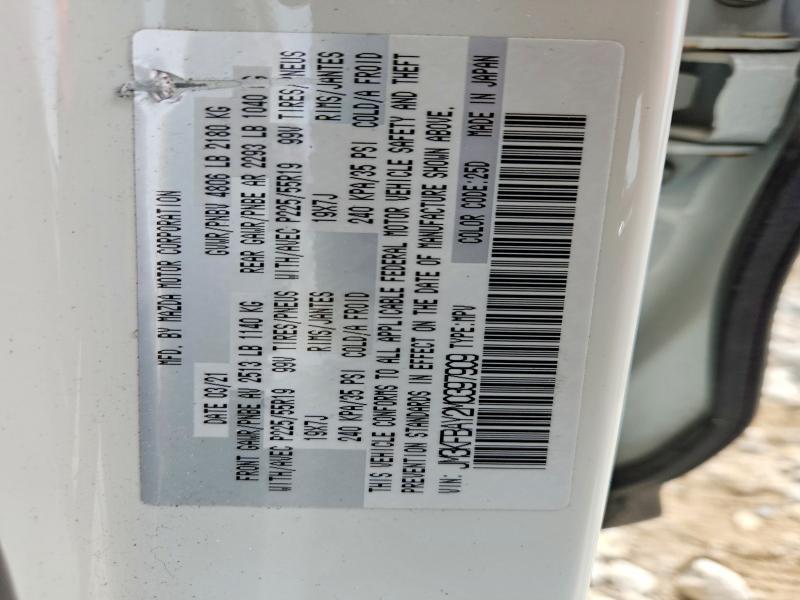 MFD. BY MAZDA MOTOR CORPORATION
DATE 03/21 GVWR/PNBV 4806 LB 2180 KG
FRONT GAWR/PNBE AV 2513 LB 1140 KG REAR GAWR/PNBE AR 2293 LB 1040
WITH/AVEC P225/55R19 99V TIRES/PNEUS WITH/AVEC P225/55R19 99V TIRES/PNEUS
19X7J RIMS/JANTES 19X7J RIMS/JANTES
240 KPA/35 PSI COLD/A FROID 240 KPA/35 PSI COLD/A FROID
THIS VEHICLE CONFORMS TO ALL APPLICABLE FEDERAL MOTOR VEHICLE SAFETY AND THEFT
PREVENTION STANDARDS IN EFFECT ON THE DATE OF MANUFACTURE SHOWN ABOVE.
VIN: JM3KFBAY2M0397909 TYPE:MPV COLOR CODE:25D MADE IN JAPAN